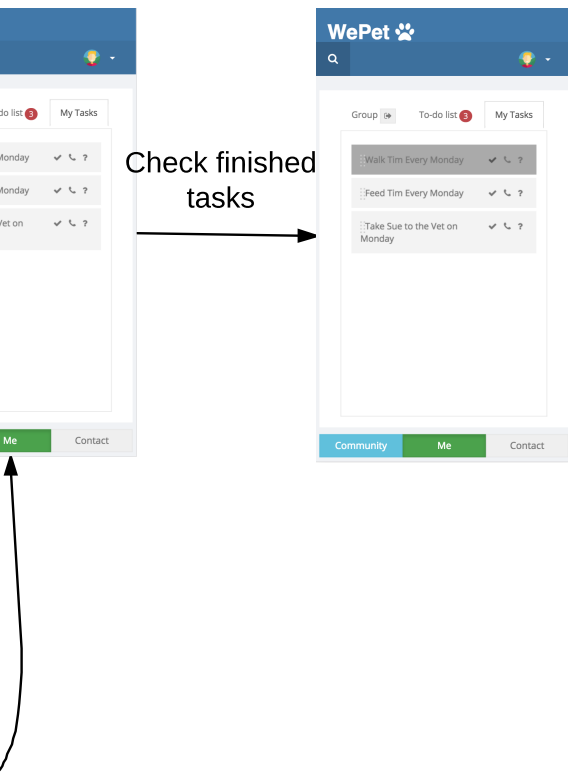 do list 3 My Tasks
Monday ?
Monday ?
Vet on ?
Me Contact
Check finished
tasks
WePet
Group To-do list 3 My Tasks
Walk Tim Every Monday ?
Feed Tim Every Monday ?
Take Sue to the Vet on ?
Monday
Community Me Contact